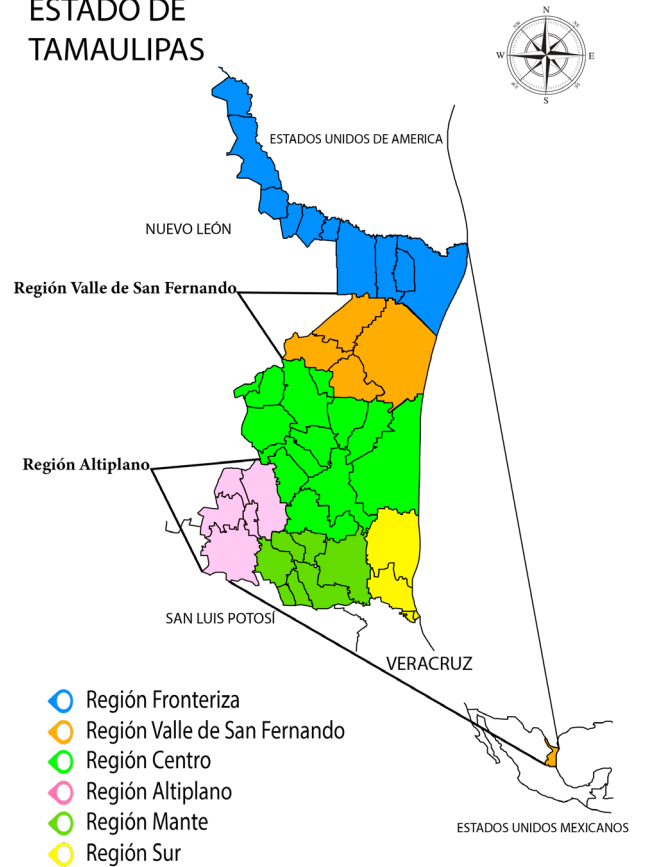 ESTADO DE
TAMAULIPAS
N
NE
E
SE
S
W
ESTADOS UNIDOS DE AMERICA
NUEVO LEÓN
Región Valle de San Fernando
Región Altiplano
SAN LUIS POTOSÍ
VERACRUZ
Región Fronteriza
Región Valle de San Fernando
Región Centro
Región Altiplano
Región Mante
Región Sur
ESTADOS UNIDOS MEXICANOS